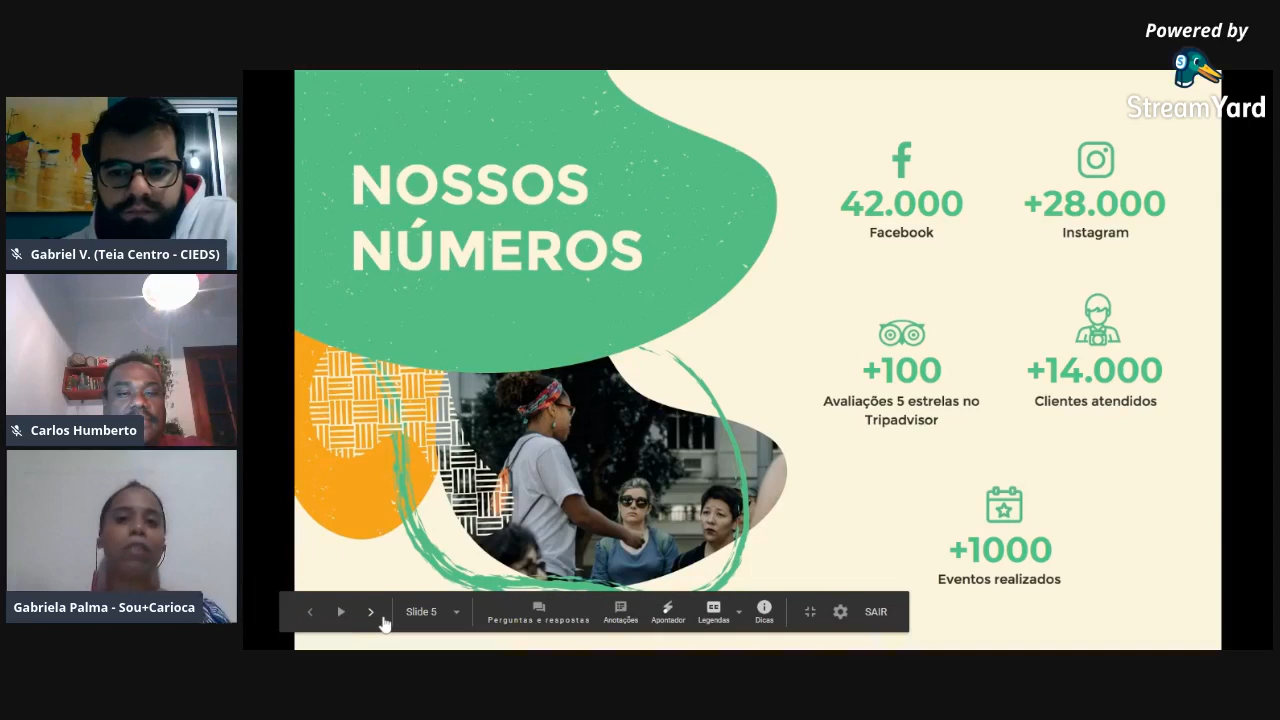 Powered by
StreamYard
Gabriel V. (Teia Centro - CIEDS)
Carlos Humberto
Gabriela Palma - Sou+Carioca
NOSSOS
NÚMEROS
42.000
Facebook
+28.000
Instagram
+100
Avaliações 5 estrelas no
Tripadvisor
+14.000
Clientes atendidos
+1000
Eventos realizados
Slide 5
Perguntas e respostas
Anotações
Apontador
Legendas
Dicas
SAIR